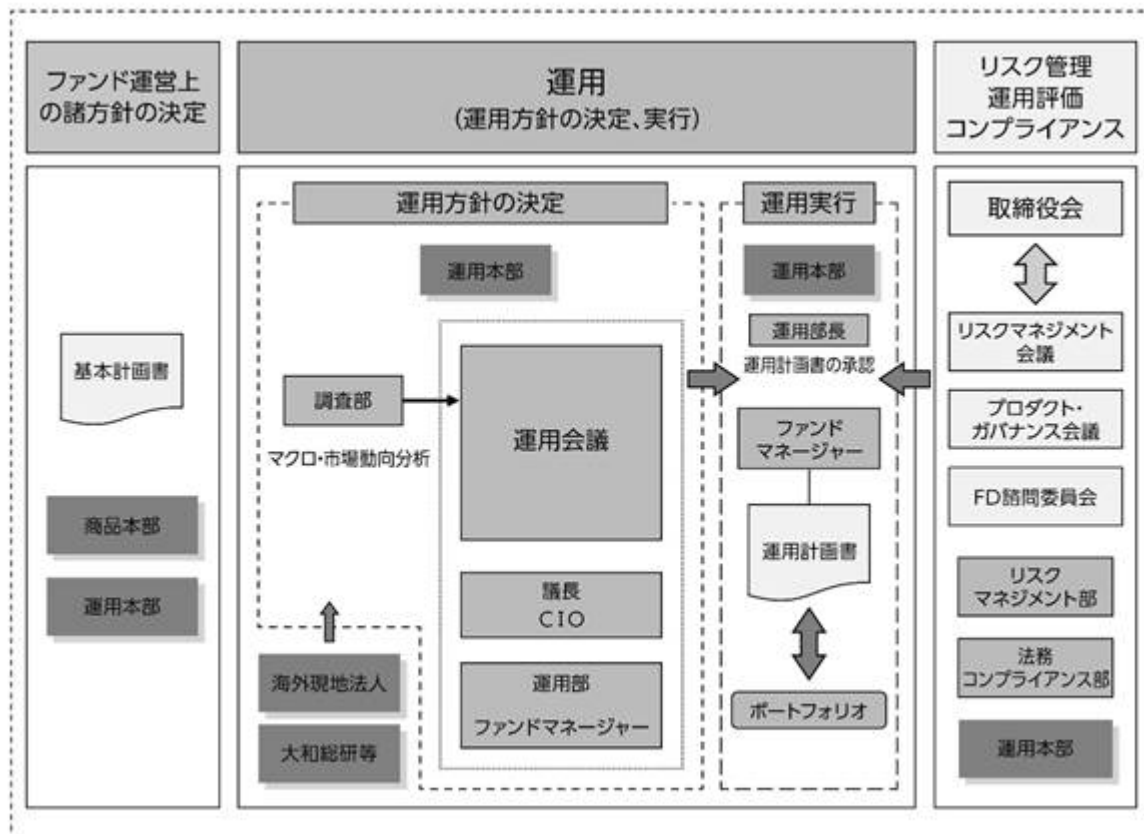 ファンド運営上
の諸方針の決定
運用
(運用方針の決定、実行)
リスク管理
運用評価
コンプライアンス
基本計画書
商品本部
運用本部
運用方針の決定
運用本部
調査部
マクロ・市場動向分析
運用会議
議長
CIO
運用部
ファンドマネージャー
海外現地法人
大和総研等
運用実行
運用本部
運用部長
運用計画書の承認
ファンド
マネージャー
運用計画書
ポートフォリオ
取締役会
リスクマネジメント
会議
プロダクト・
ガバナンス会議
FD諮問委員会
リスク
マネジメント部
法務
コンプライアンス部
運用本部